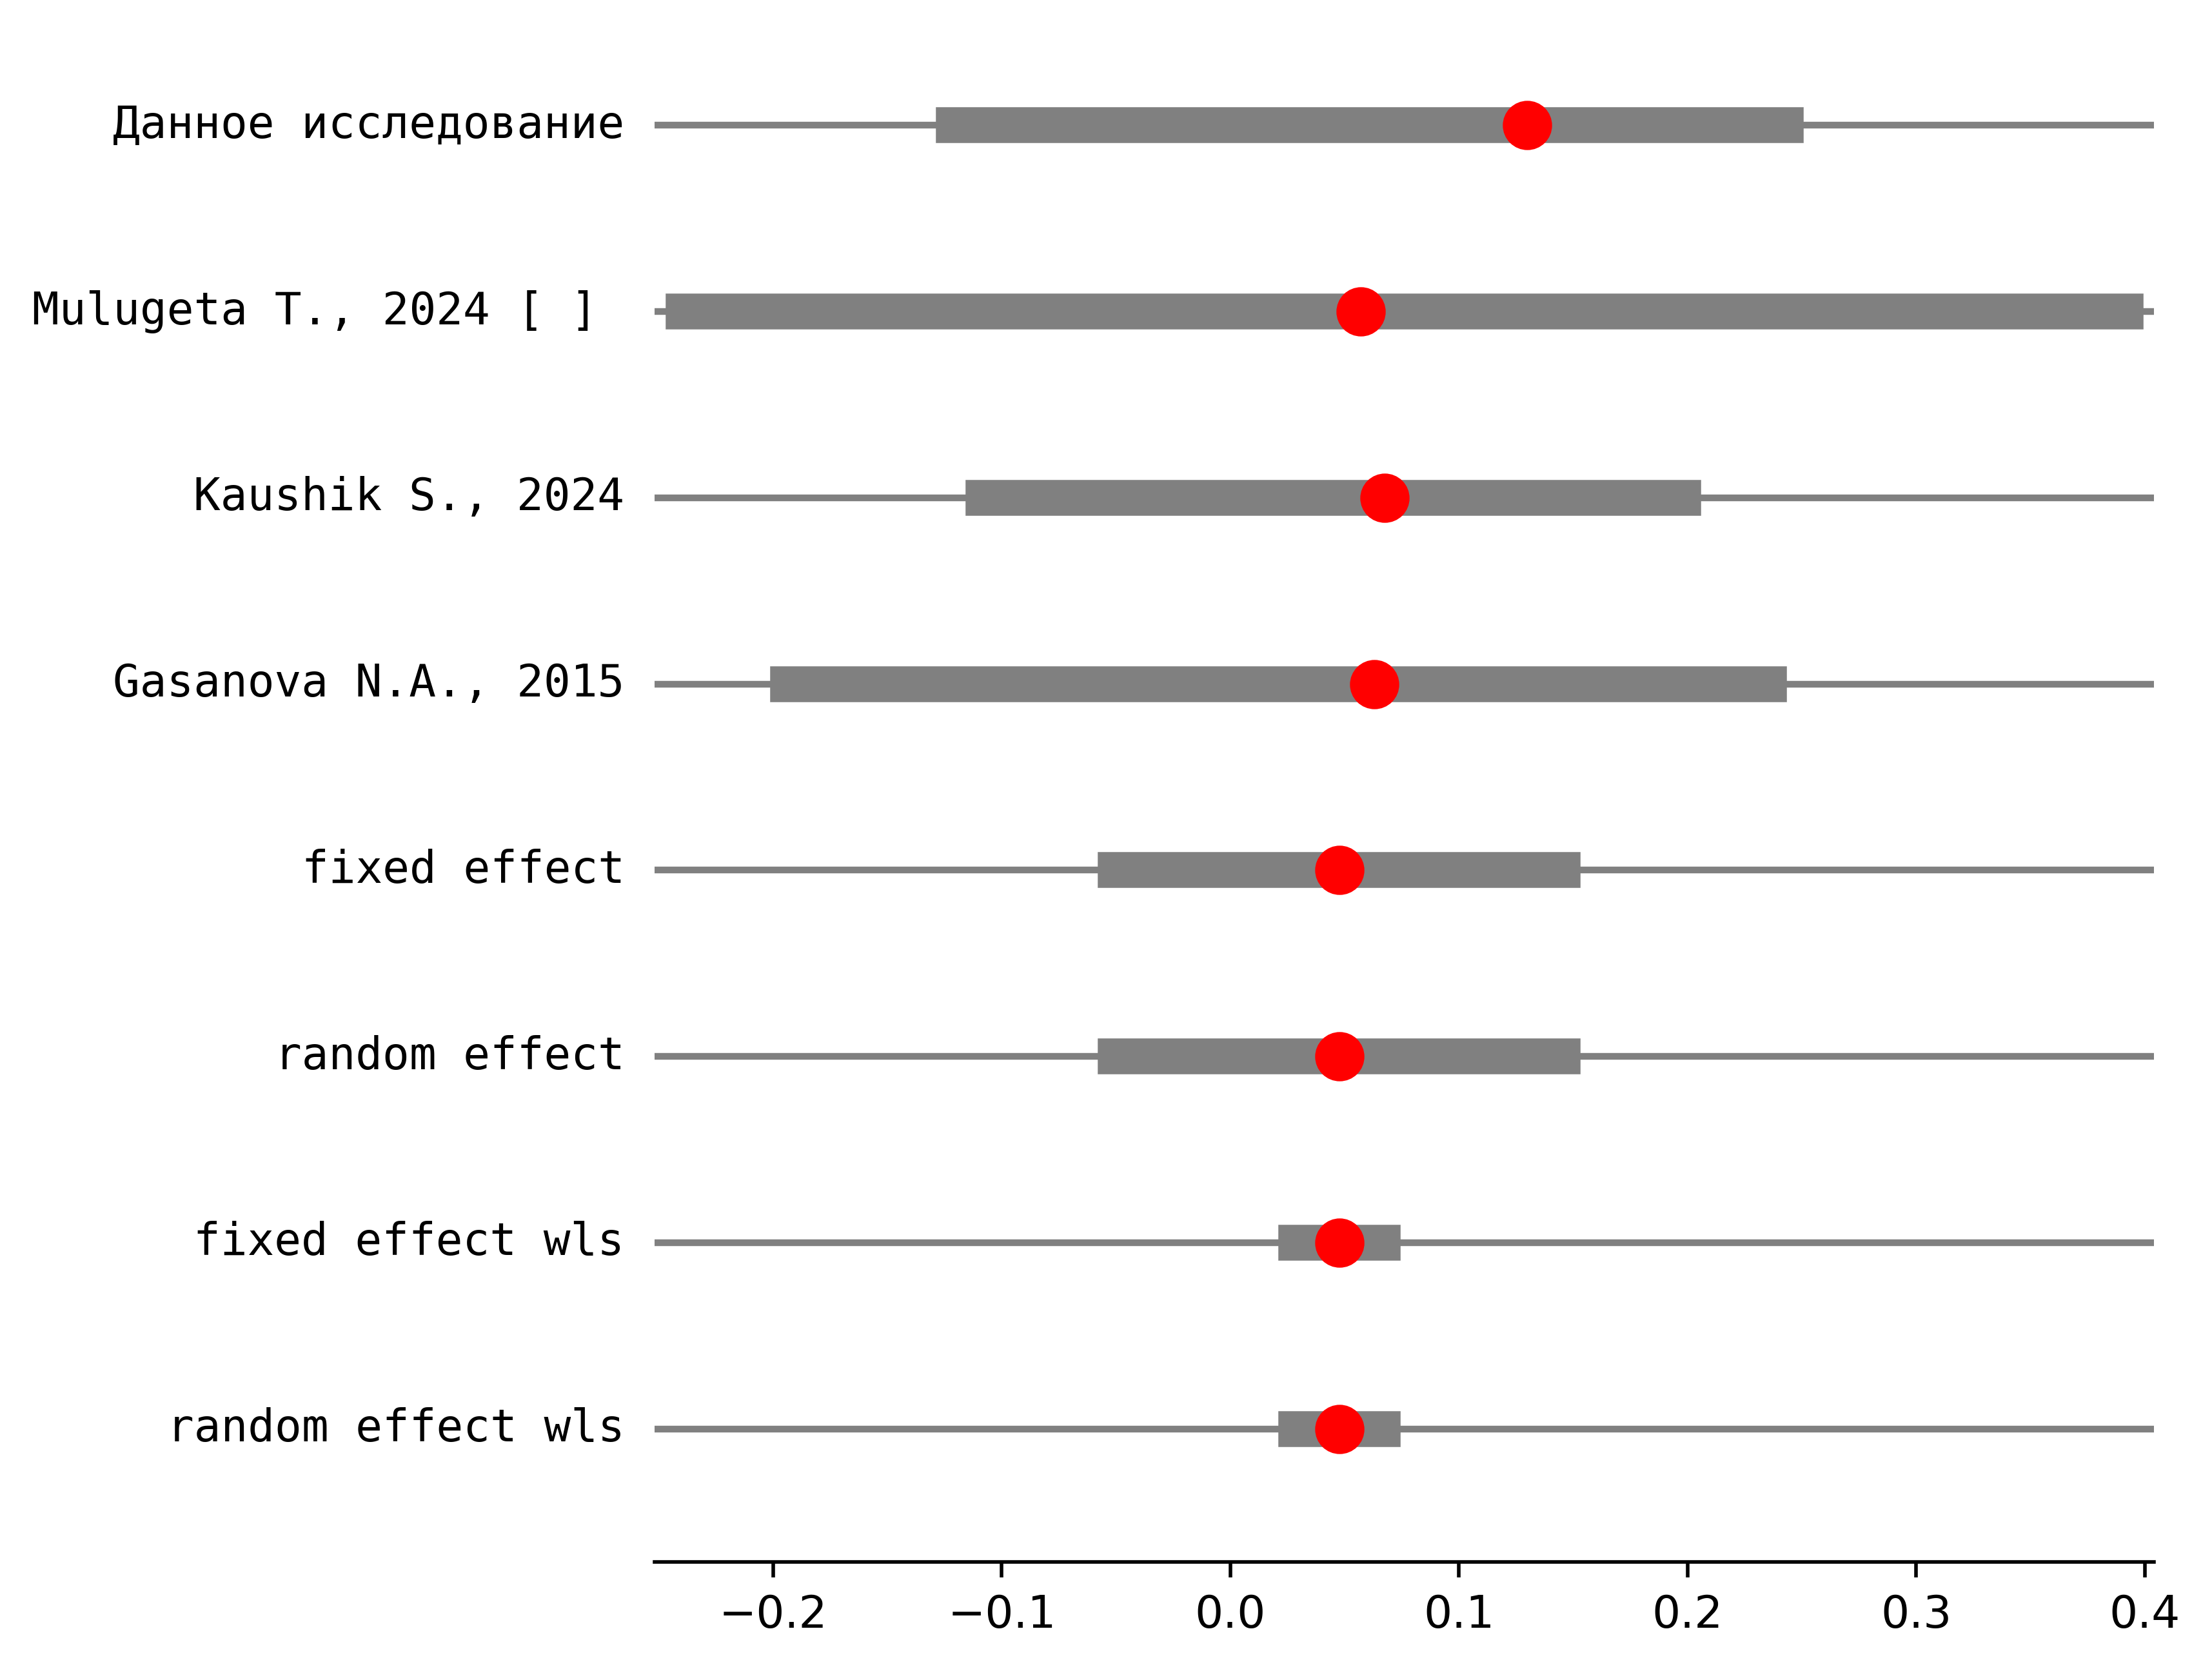 Данное исследование
Mulugeta T., 2024 [ ]
Kaushik S., 2024
Gasanova N.A., 2015
fixed effect
random effect
fixed effect wls
random effect wls
−0.2 −0.1 0.0 0.1 0.2 0.3 0.4